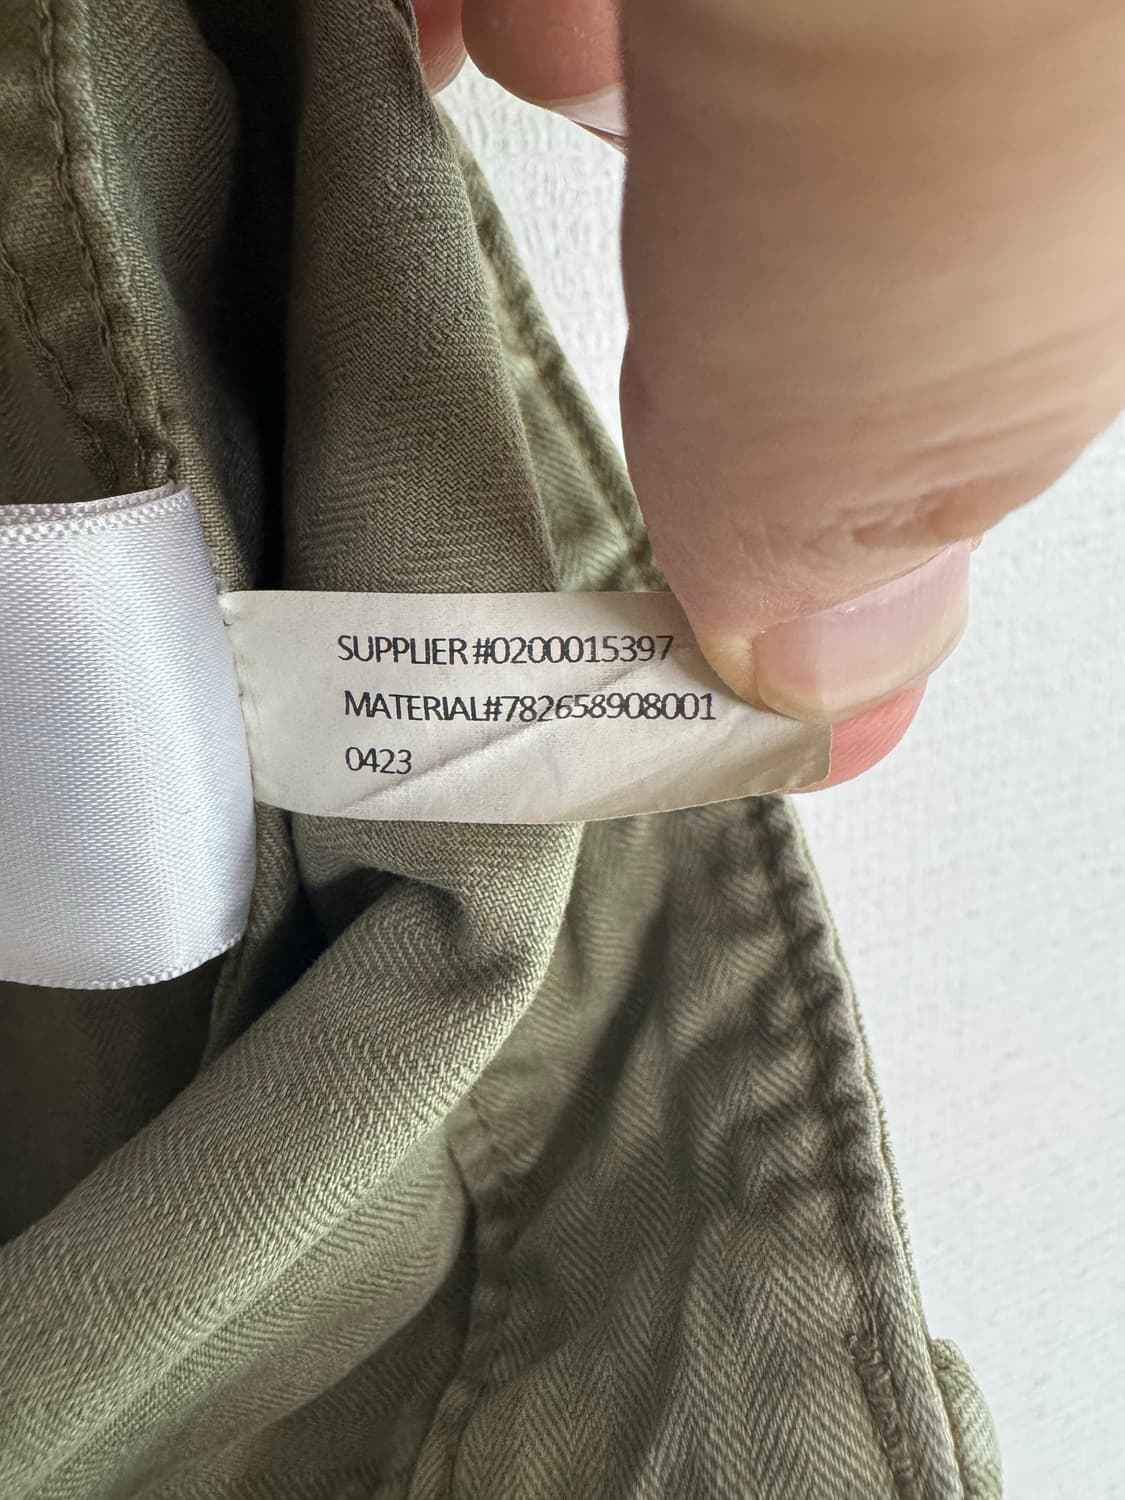 SUPPLIER #0200015397
MATERIAL#782658908001
0423